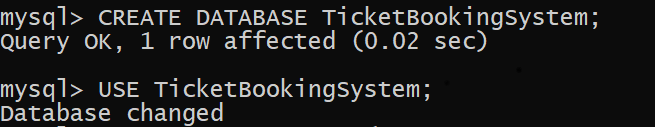 mysql> CREATE DATABASE TicketBookingSystem;
Query OK, 1 row affected (0.02 sec)
mysql> USE TicketBookingSystem;
Database changed